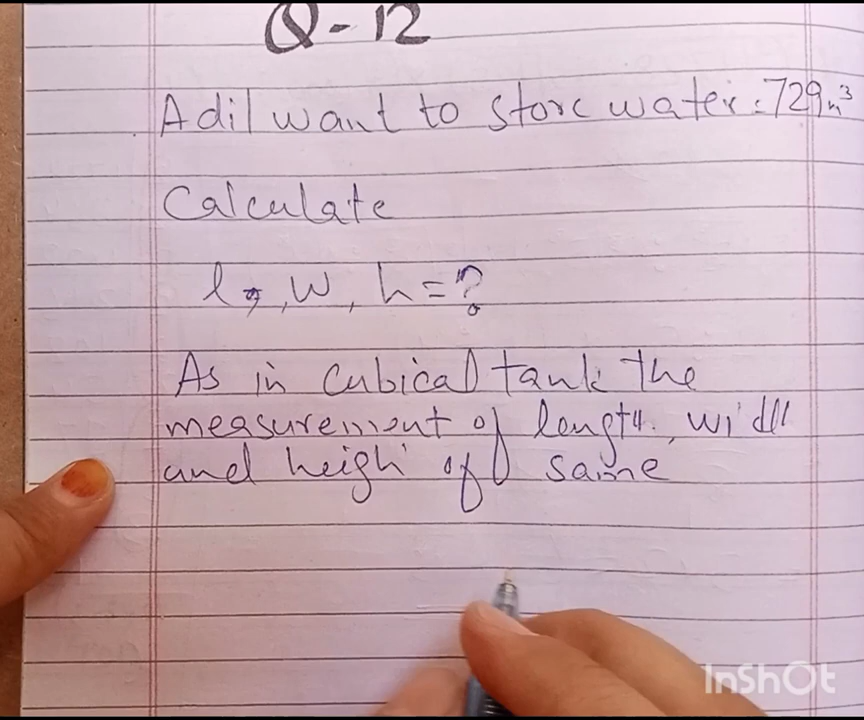 Q-12
Adil want to store water = 729m³
Calculate
l, w, h = ?
As in cubical tank the
measurement of length, width
and heigh of same
InShOt